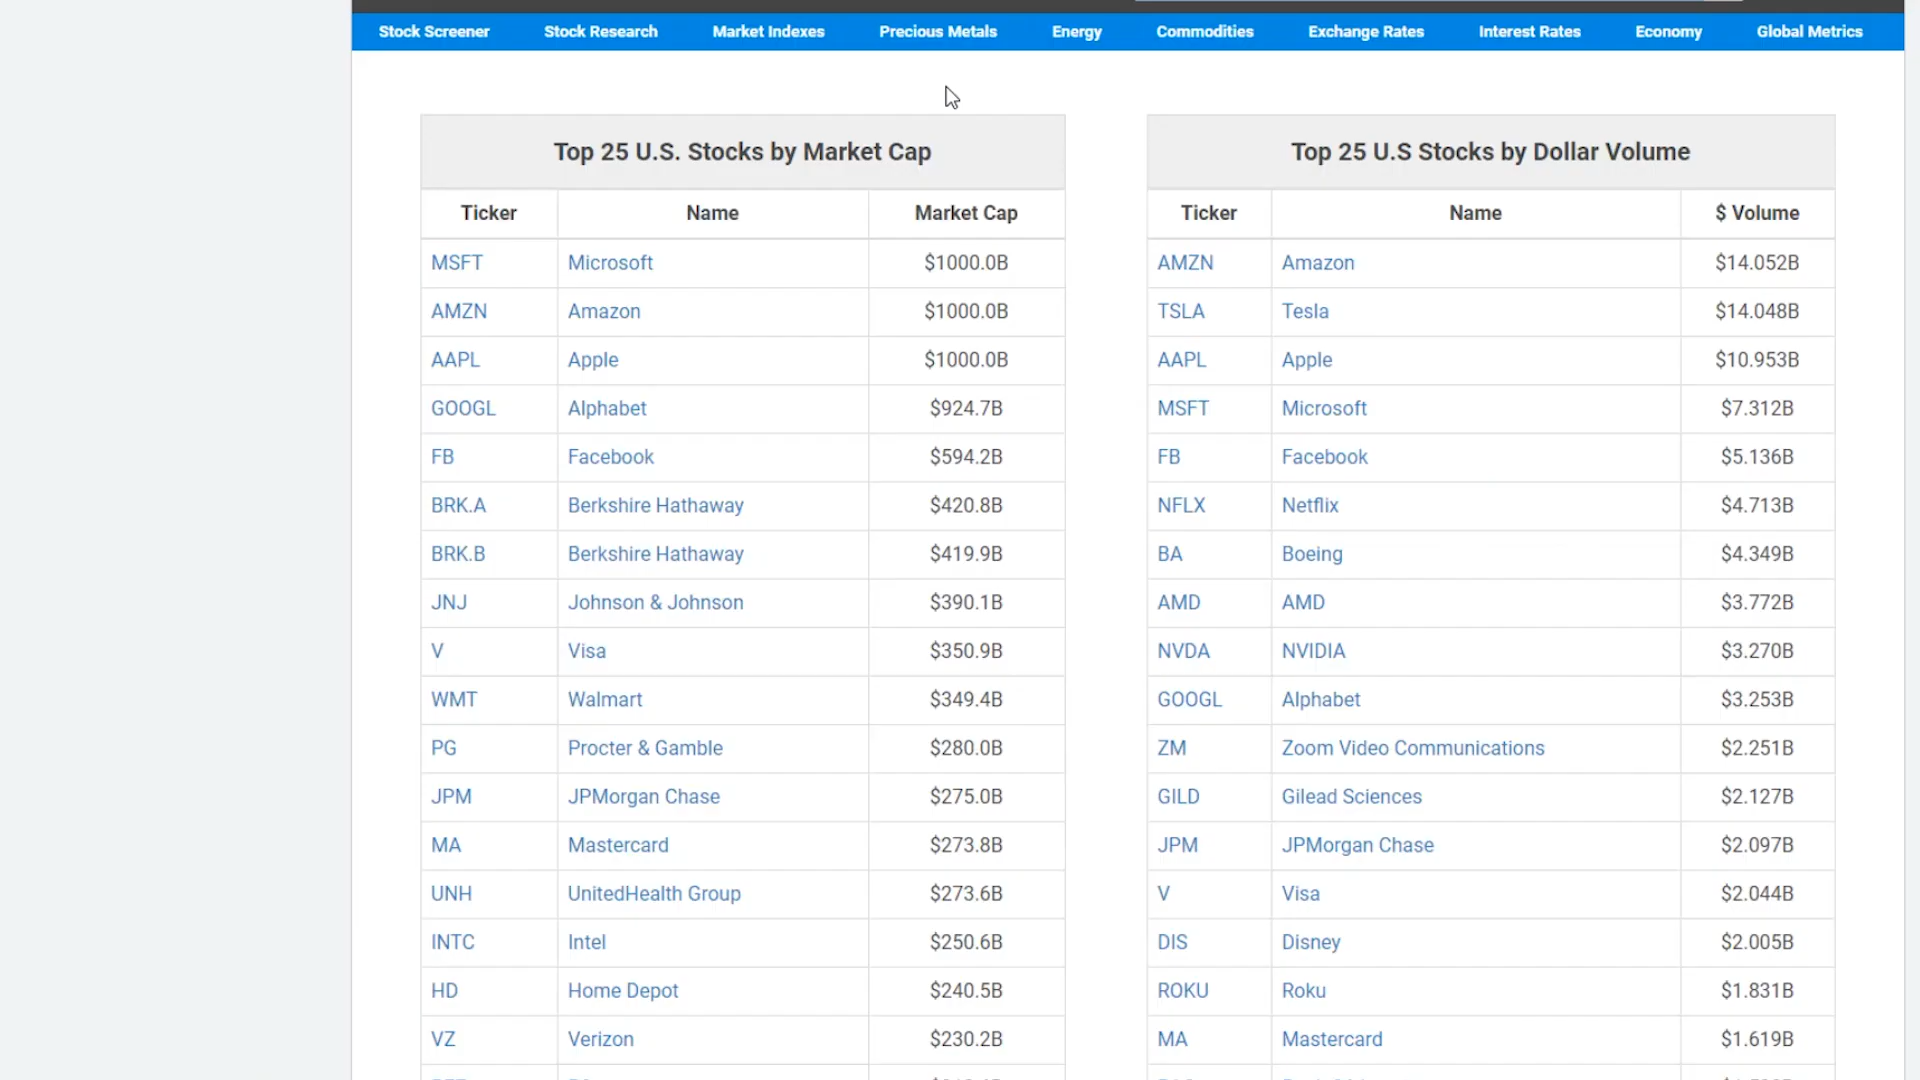 Stock Screener Stock Research Market Indexes Precious Metals Energy Commodities Exchange Rates Interest Rates Economy Global Metrics
Top 25 U.S. Stocks by Market Cap
Ticker Name Market Cap
MSFT Microsoft $1000.0B
AMZN Amazon $1000.0B
AAPL Apple $1000.0B
GOOGL Alphabet $924.7B
FB Facebook $594.2B
BRK.A Berkshire Hathaway $420.8B
BRK.B Berkshire Hathaway $419.9B
JNJ Johnson & Johnson $390.1B
V Visa $350.9B
WMT Walmart $349.4B
PG Procter & Gamble $280.0B
JPM JPMorgan Chase $275.0B
MA Mastercard $273.8B
UNH UnitedHealth Group $273.6B
INTC Intel $250.6B
HD Home Depot $240.5B
VZ Verizon $230.2B
Top 25 U.S Stocks by Dollar Volume
Ticker Name $ Volume
AMZN Amazon $14.052B
TSLA Tesla $14.048B
AAPL Apple $10.953B
MSFT Microsoft $7.312B
FB Facebook $5.136B
NFLX Netflix $4.713B
BA Boeing $4.349B
AMD AMD $3.772B
NVDA NVIDIA $3.270B
GOOGL Alphabet $3.253B
ZM Zoom Video Communications $2.251B
GILD Gilead Sciences $2.127B
JPM JPMorgan Chase $2.097B
V Visa $2.044B
DIS Disney $2.005B
ROKU Roku $1.831B
MA Mastercard $1.619B